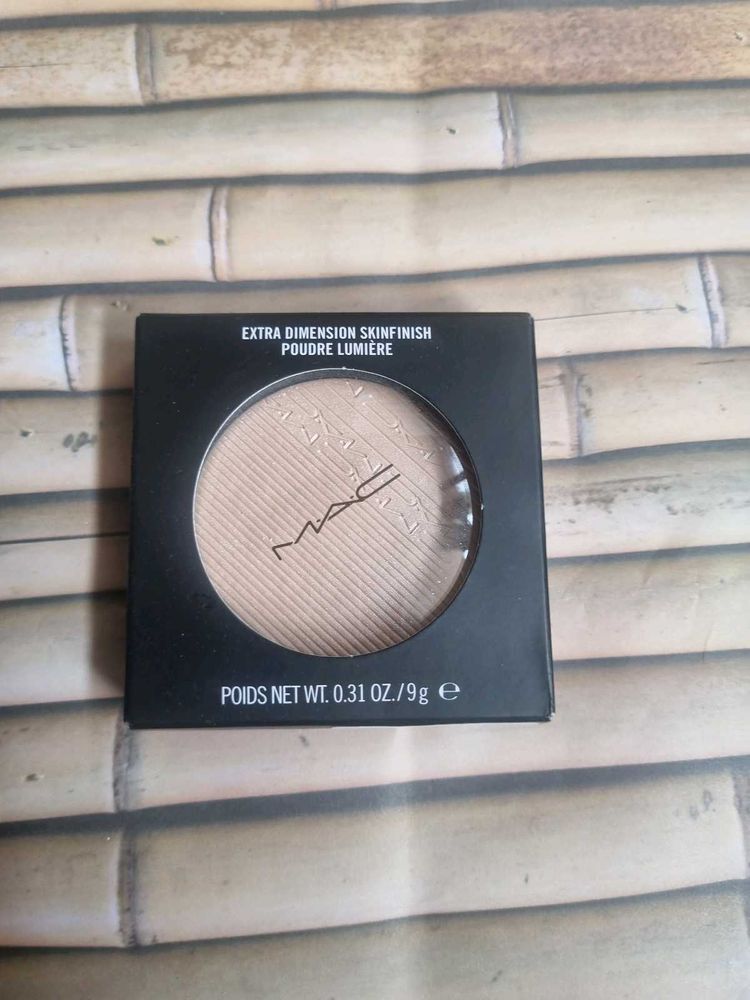 EXTRA DIMENSION SKINFINISH
POUDRE LUMIÈRE
MAC
POIDS NET WT. 0.31 OZ./9g ℮